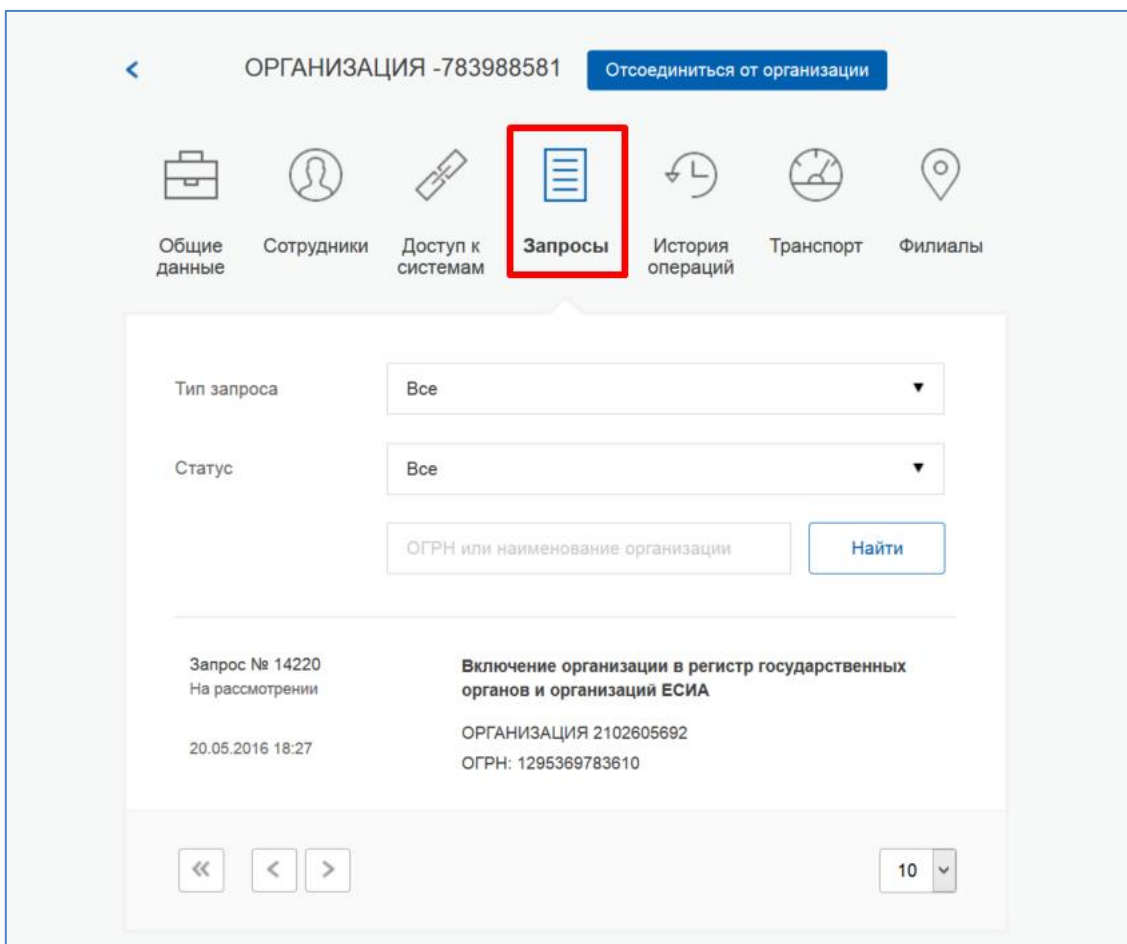 ОРГАНИЗАЦИЯ -783988581
Отсоединиться от организации
Общие данные
Сотрудники
Доступ к системам
Запросы
История операций
Транспорт
Филиалы
Тип запроса
Все
Статус
Все
ОГРН или наименование организации
Найти
Запрос № 14220
На рассмотрении
20.05.2016 18:27
Включение организации в регистр государственных
органов и организаций ЕСИА
ОРГАНИЗАЦИЯ 2102605692
ОГРН: 1295369783610
10